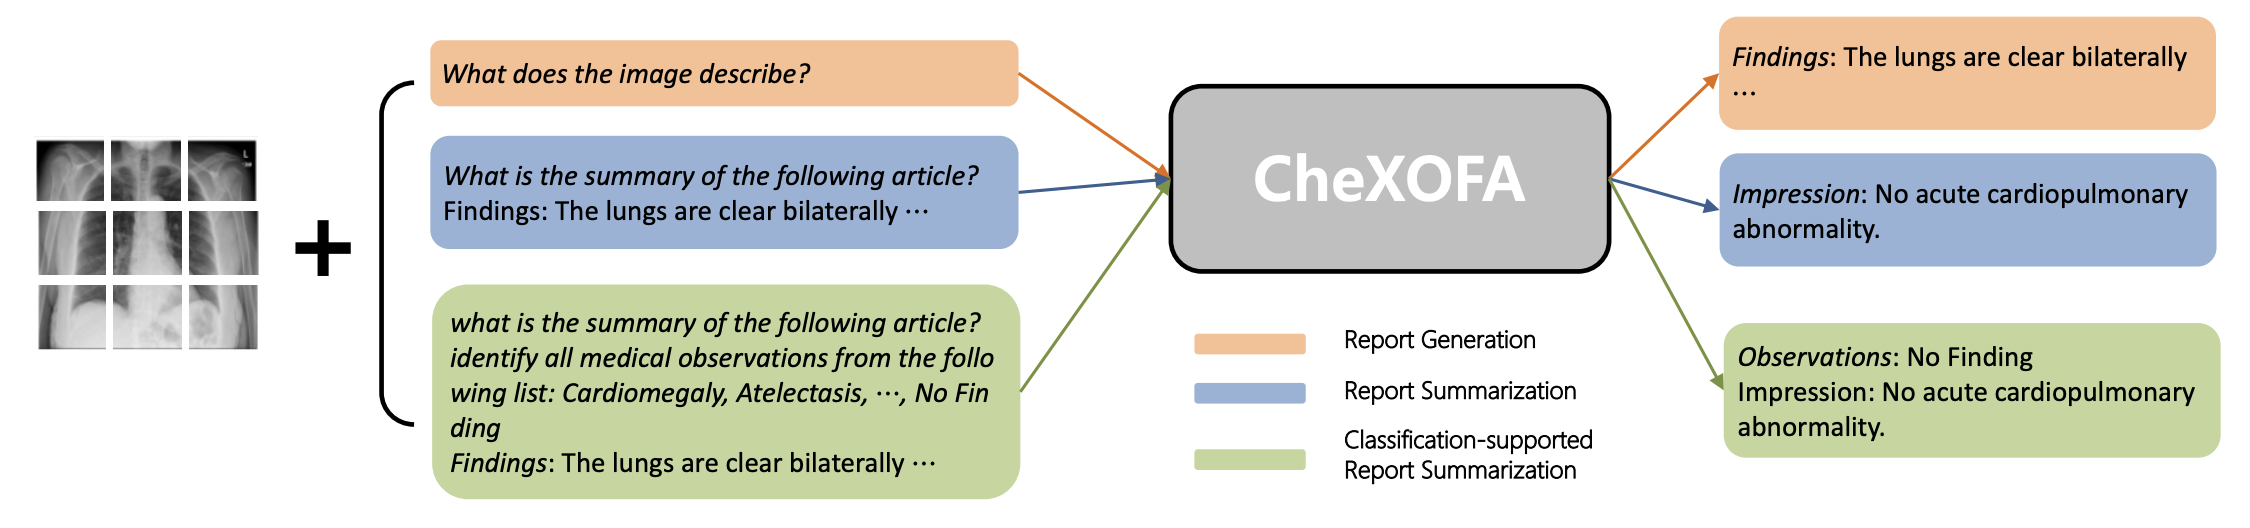 What does the image describe?
What is the summary of the following article?
Findings: The lungs are clear bilaterally ···
what is the summary of the following article?
identify all medical observations from the follo
wing list: Cardiomegaly, Atelectasis, ···, No Fin
ding
Findings: The lungs are clear bilaterally ···
L
CheXOFA
Report Generation
Report Summarization
Classification-supported
Report Summarization
Findings: The lungs are clear bilaterally
···
Impression: No acute cardiopulmonary
abnormality.
Observations: No Finding
Impression: No acute cardiopulmonary
abnormality.